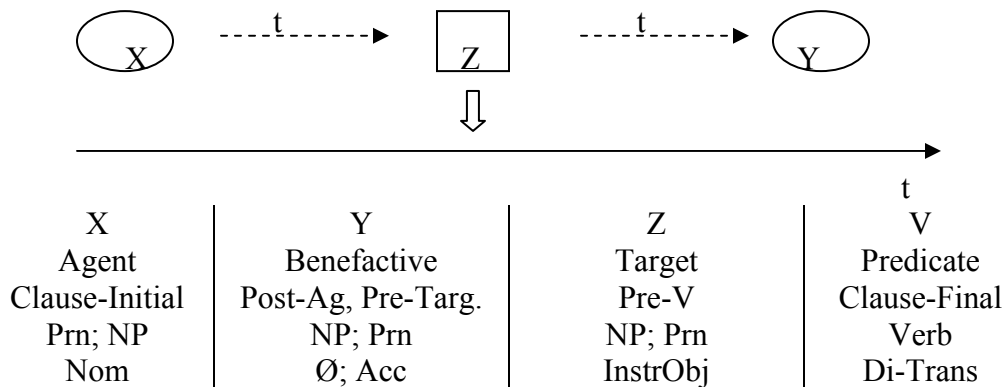 t t
X Z Y
t
X Y Z V
Agent Benefactive Target Predicate
Clause-Initial Post-Ag, Pre-Targ. Pre-V Clause-Final
Prn; NP NP; Prn NP; Prn Verb
Nom Ø; Acc InstrObj Di-Trans